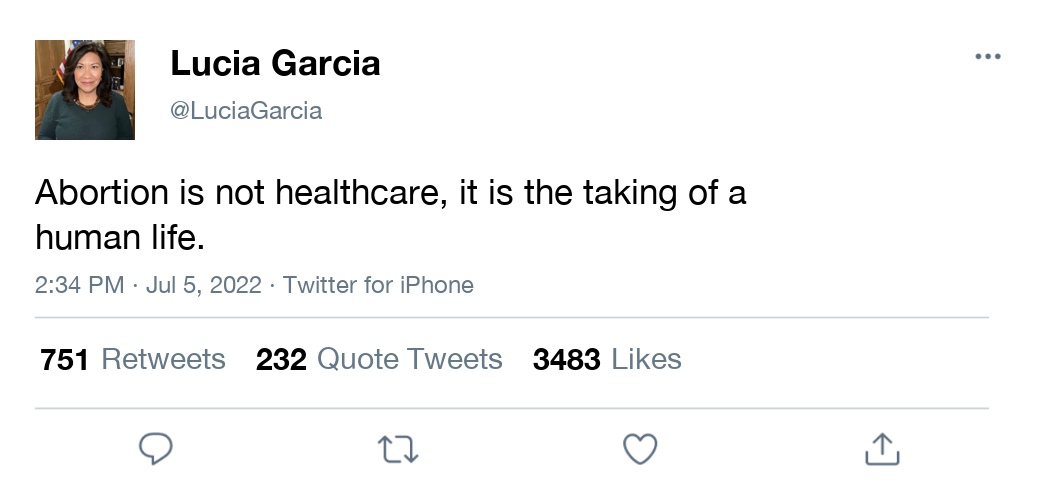 Lucia Garcia
@LuciaGarcia
Abortion is not healthcare, it is the taking of a
human life.
2:34 PM · Jul 5, 2022 · Twitter for iPhone
751 Retweets 232 Quote Tweets 3483 Likes